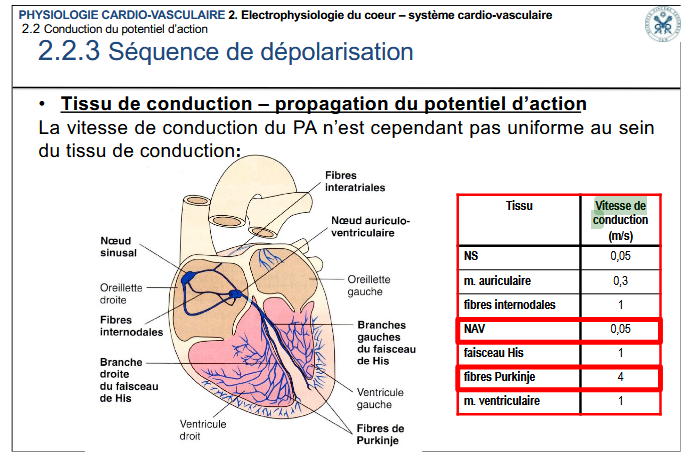 PHYSIOLOGIE CARDIO-VASCULAIRE 2. Electrophysiologie du coeur – système cardio-vasculaire
2.2 Conduction du potentiel d'action
2.2.3 Séquence de dépolarisation
• Tissu de conduction – propagation du potentiel d'action
La vitesse de conduction du PA n'est cependant pas uniforme au sein
du tissu de conduction:
Fibres
interatriales
Nœud auriculo-
ventriculaire
Nœud
sinusal
Oreillette
droite
Oreillette
gauche
Fibres
internodales
Branches
gauches
du faisceau
de His
Branche
droite
du faisceau
de His
Ventricule
gauche
Ventricule
droit
Fibres de
Purkinje
Tissu Vitesse de
conduction
(m/s)
NS 0,05
m. auriculaire 0,3
fibres internodales 1
NAV 0,05
faisceau His 1
fibres Purkinje 4
m. ventriculaire 1